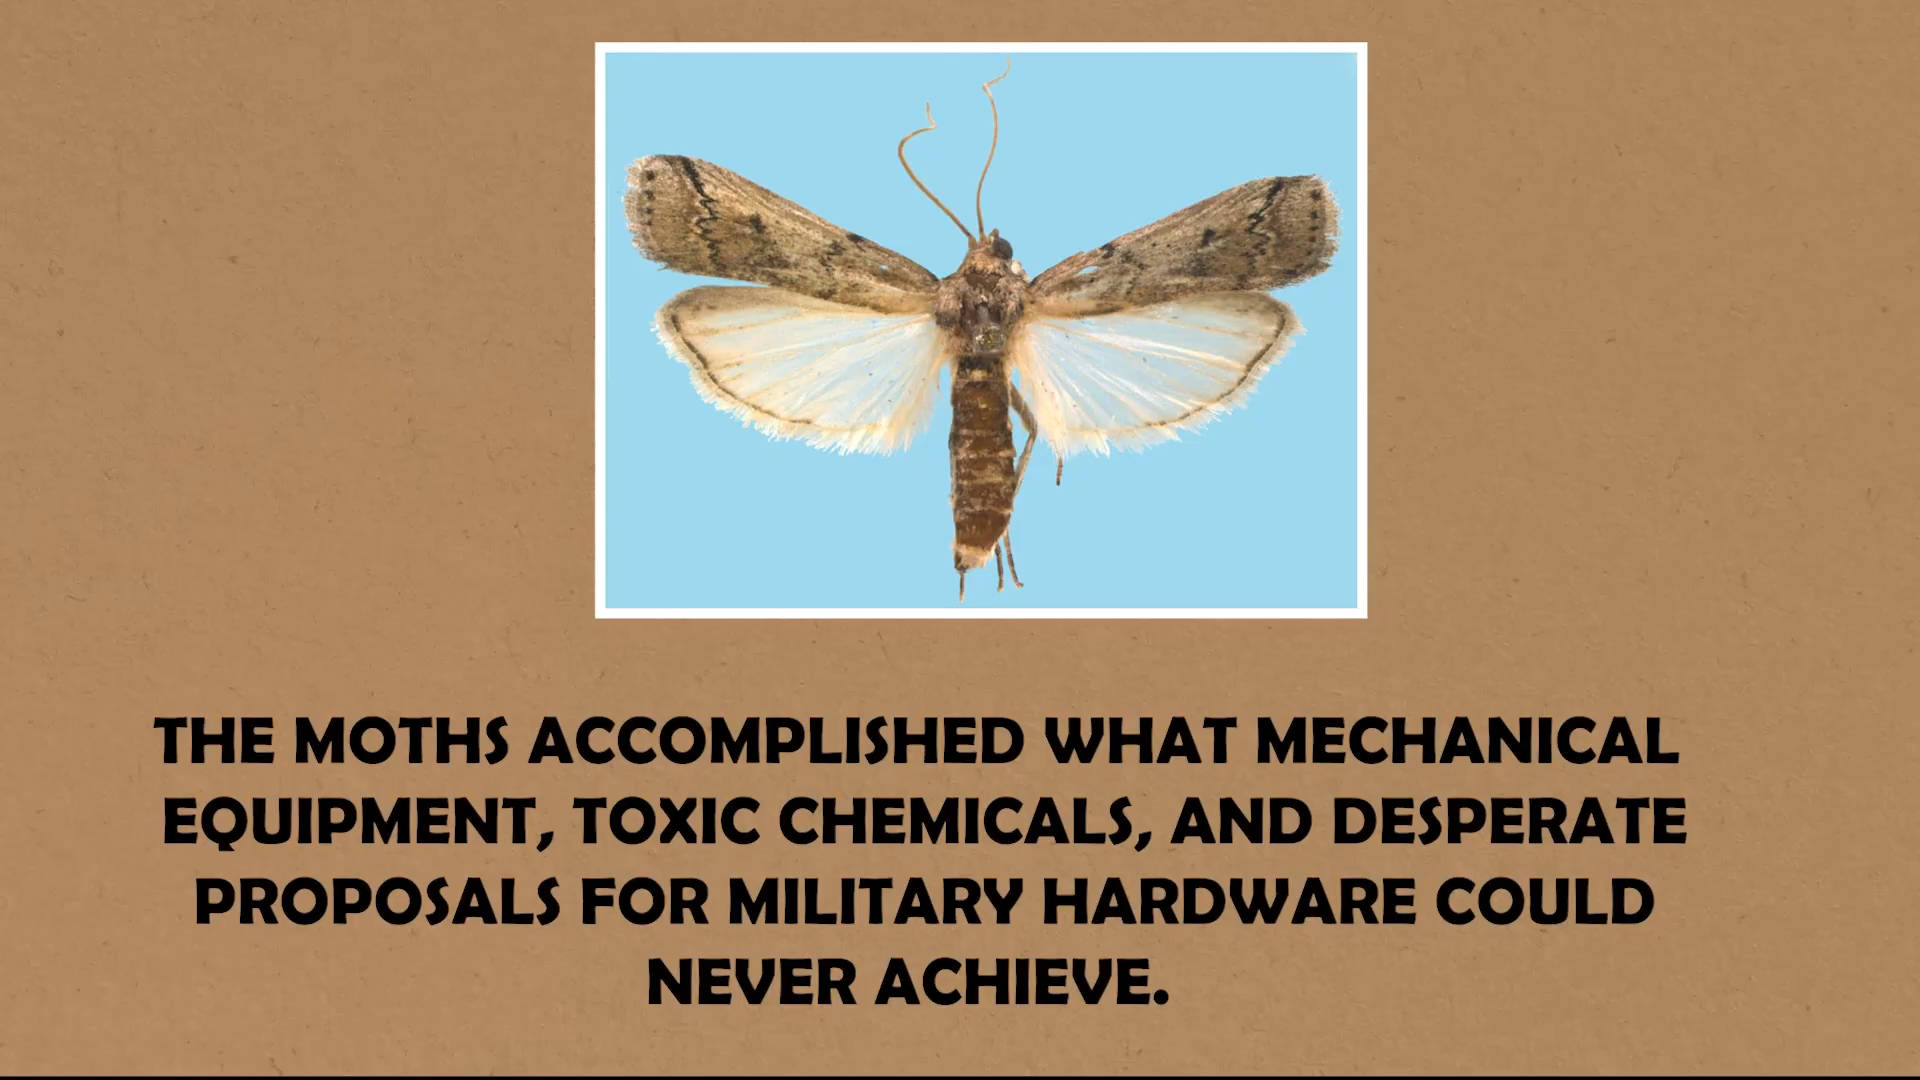 THE MOTHS ACCOMPLISHED WHAT MECHANICAL
EQUIPMENT, TOXIC CHEMICALS, AND DESPERATE
PROPOSALS FOR MILITARY HARDWARE COULD
NEVER ACHIEVE.